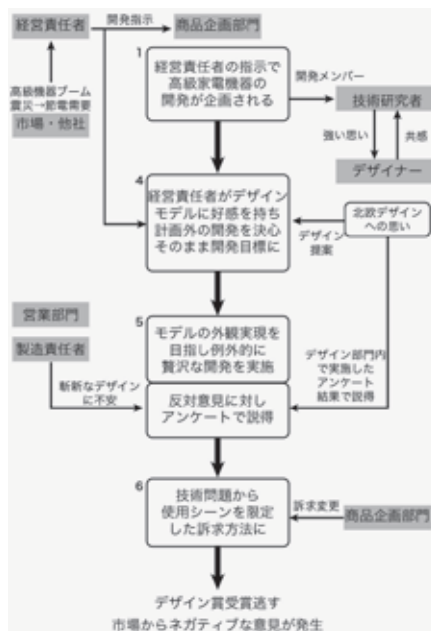 経営責任者
開発指示
商品企画部門
1
経営責任者の指示で
高級家電機器の
開発が企画される
開発メンバー
技術研究者
高級機器ブーム
震災→節電需要
市場・他社
強い思い
共感
デザイナー
4
経営責任者がデザイン
モデルに好感を持ち
計画外の開発を決心
そのまま開発目標に
北欧デザイン
への思い
デザイン
提案
営業部門
製造責任者
5
モデルの外観実現を
目指し例外的に
贅沢な開発を実施
斬新なデザイン
に不安
反対意見に対し
アンケートで説得
デザイン部門内
で実施した
アンケート
結果で説得
6
技術問題から
使用シーンを限定
した訴求方法に
訴求変更
商品企画部門
デザイン賞受賞逃す
市場からネガティブな意見が発生